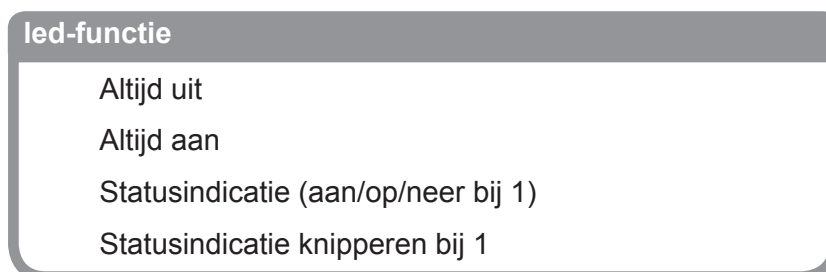 led-functie
Altijd uit
Altijd aan
Statusindicatie (aan/op/neer bij 1)
Statusindicatie knipperen bij 1